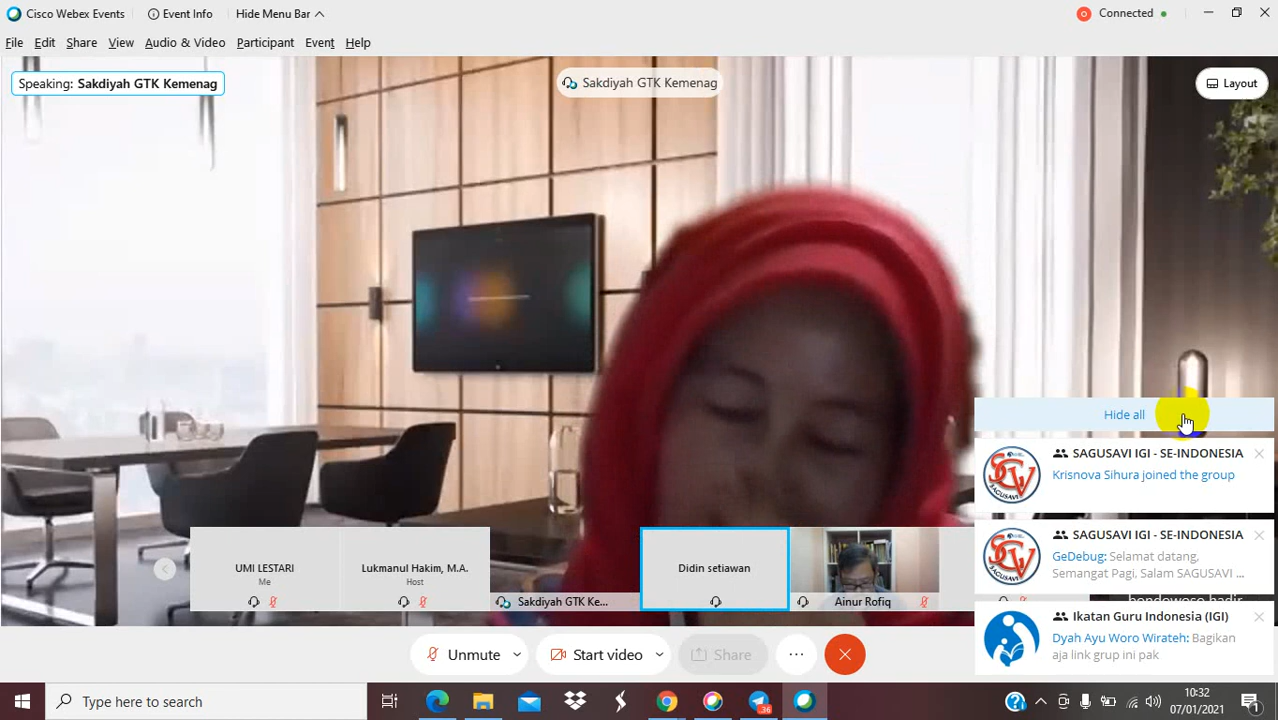 Cisco Webex Events
Event Info
Hide Menu Bar
Connected
File Edit Share View Audio & Video Participant Event Help
Speaking: Sakdiyah GTK Kemenag
Sakdiyah GTK Kemenag
Layout
Hide all
SAGUSAVI IGI - SE-INDONESIA
Krisnova Sihura joined the group
SAGUSAVI IGI - SE-INDONESIA
GeDebug: Selamat datang,
Semangat Pagi, Salam SAGUSAVI ...
Ikatan Guru Indonesia (IGI)
Dyah Ayu Woro Wirateh: Bagikan
aja link grup ini pak
UMI LESTARI
Me
Lukmanul Hakim, M.A.
Host
Sakdiyah GTK Ke...
Didin setiawan
Ainur Rofiq
bondowoso hadir
Unmute
Start video
Share
Type here to search
36
10:32
07/01/2021
1